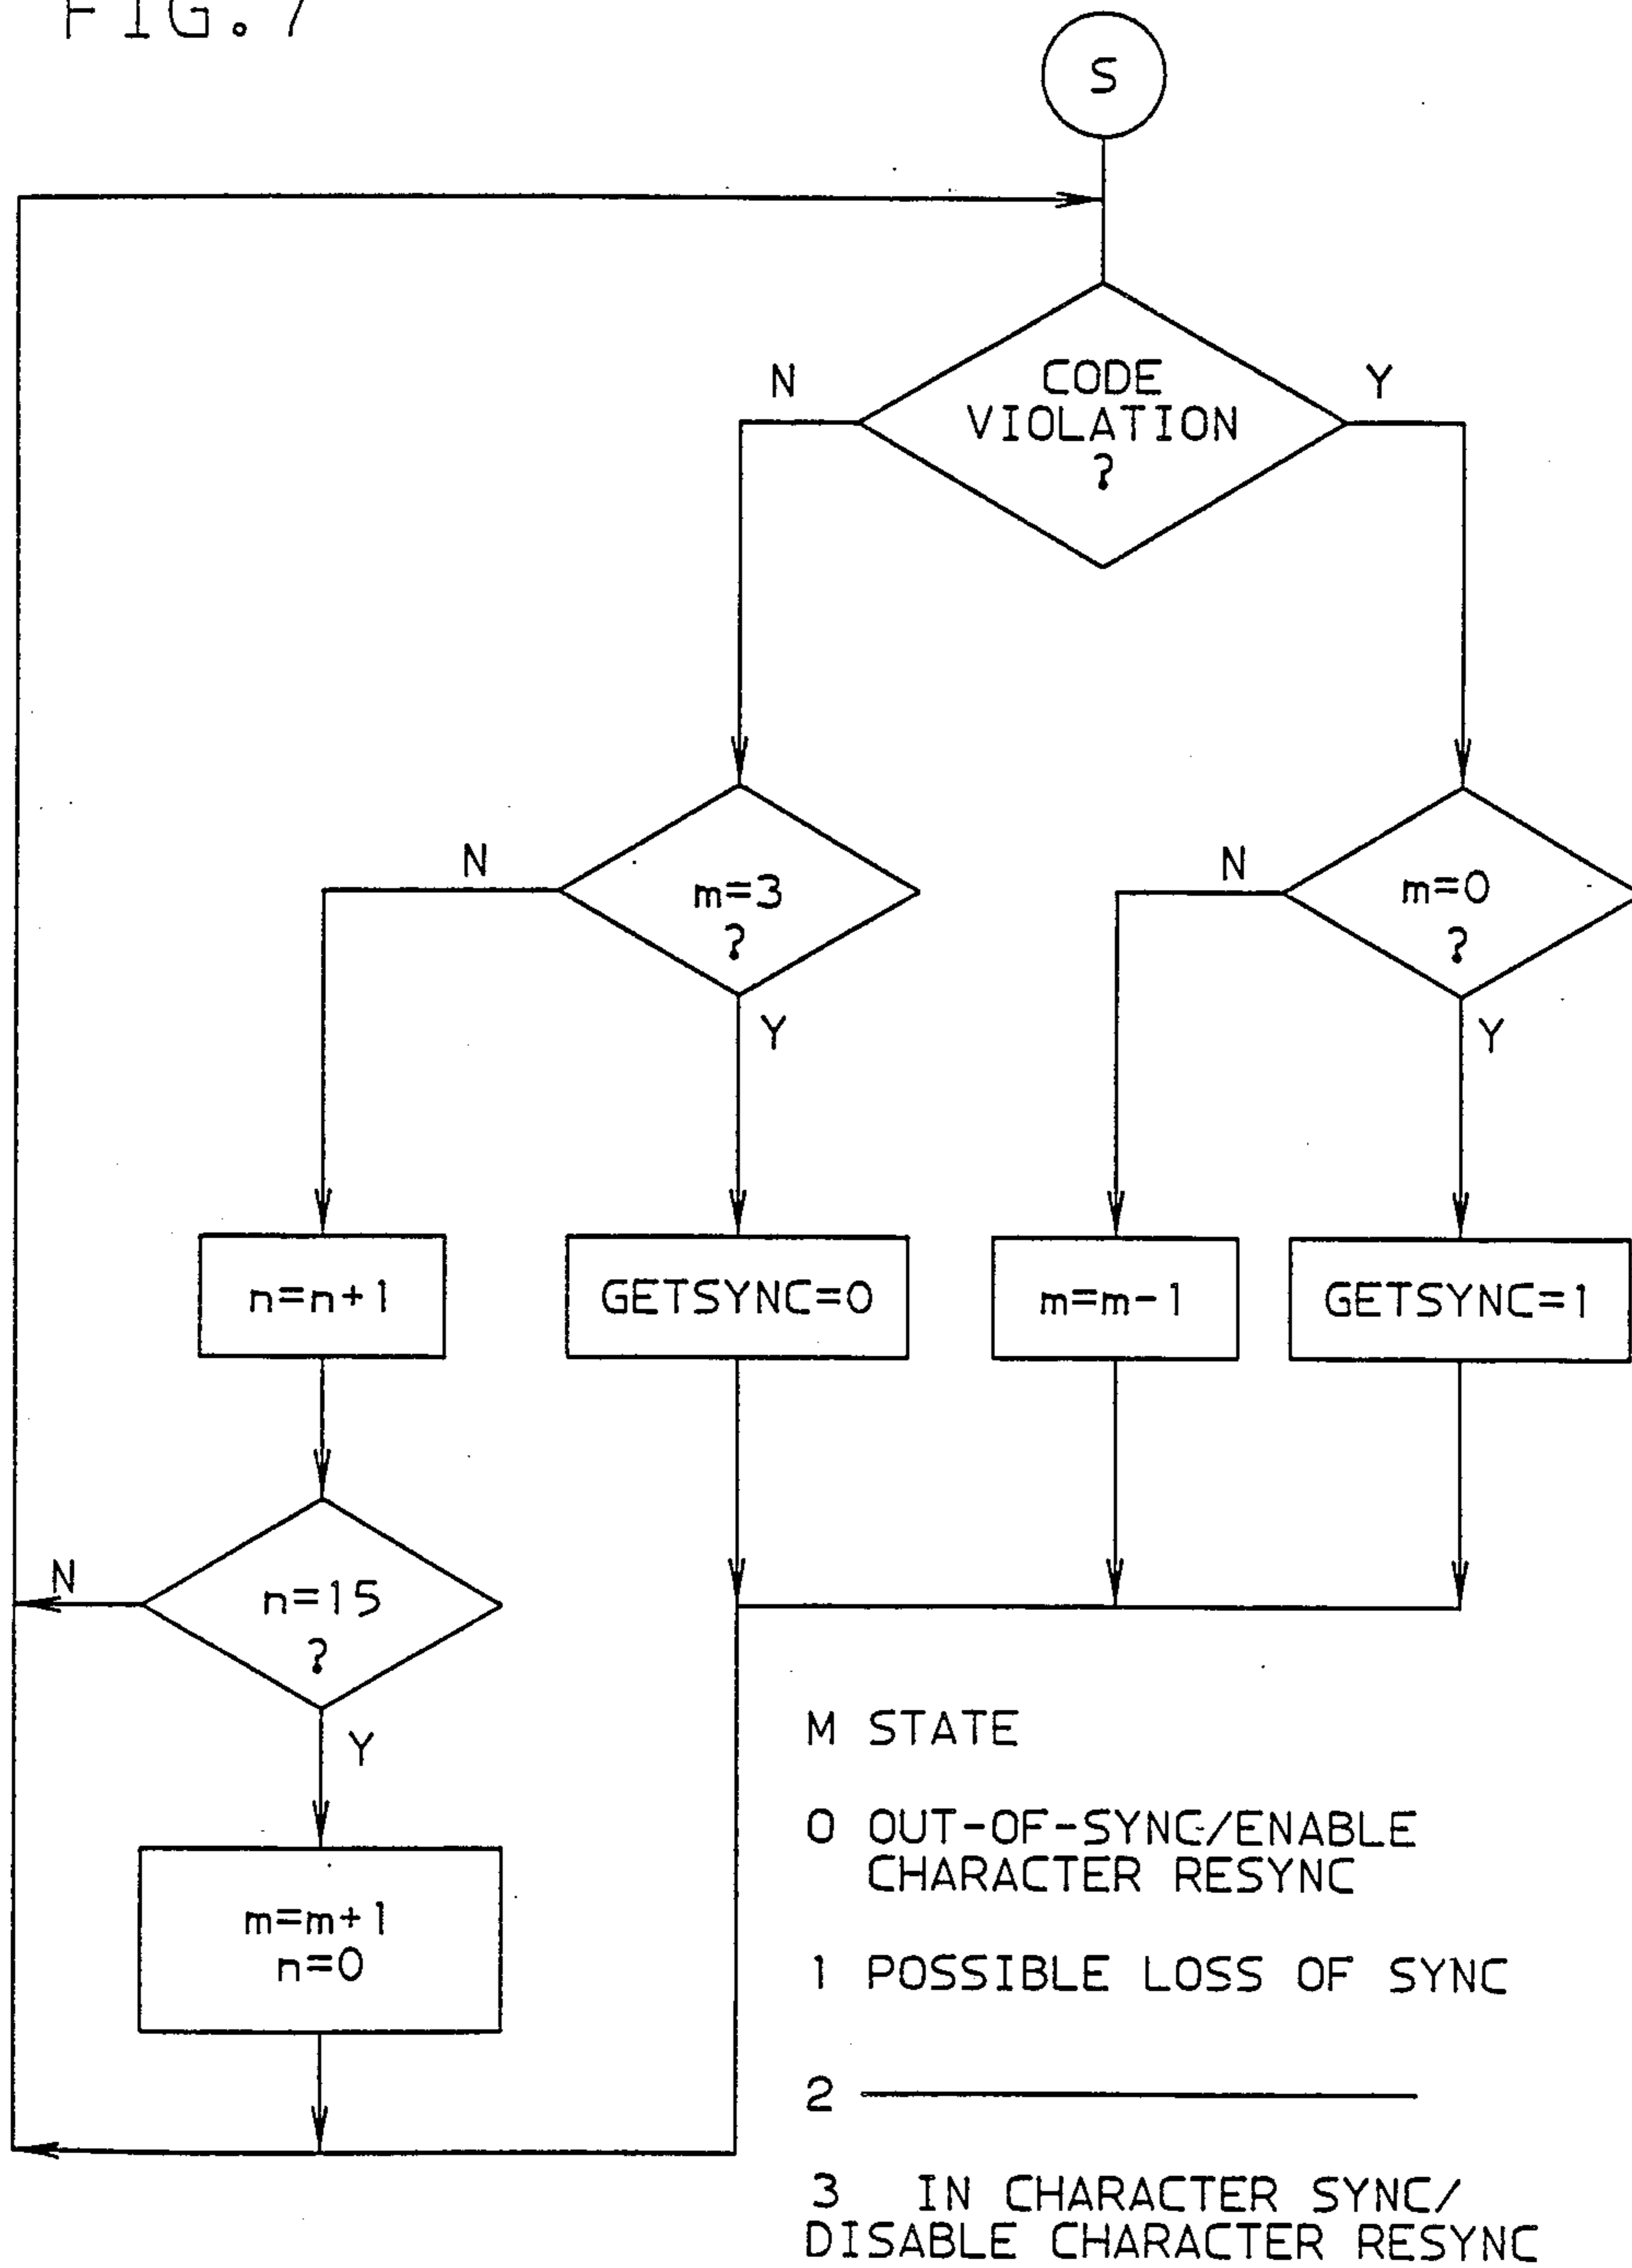 FIG. 7
S
CODE
VIOLATION
?
N
Y
m=3
?
N
Y
m=0
?
N
Y
n=n+1
GETSYNC=0
m=m-1
GETSYNC=1
n=15
?
N
Y
m=m+1
n=0
M STATE
0 OUT-OF-SYNC/ENABLE
CHARACTER RESYNC
1 POSSIBLE LOSS OF SYNC
2
3 IN CHARACTER SYNC/
DISABLE CHARACTER RESYNC